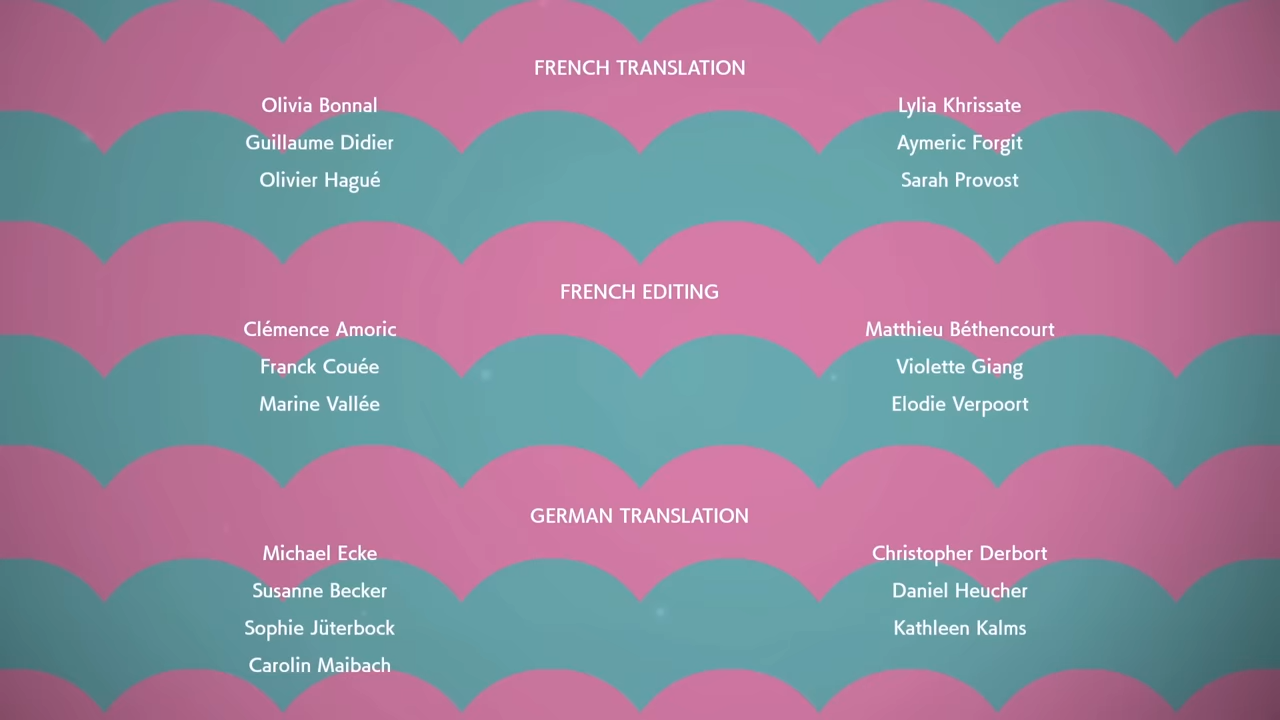 FRENCH TRANSLATION
Olivia Bonnal Lylia Khrissate
Guillaume Didier Aymeric Forgit
Olivier Hagué Sarah Provost
FRENCH EDITING
Clémence Amoric Matthieu Béthencourt
Franck Couée Violette Giang
Marine Vallée Elodie Verpoort
GERMAN TRANSLATION
Michael Ecke Christopher Derbort
Susanne Becker Daniel Heucher
Sophie Jüterbock Kathleen Kalms
Carolin Maibach